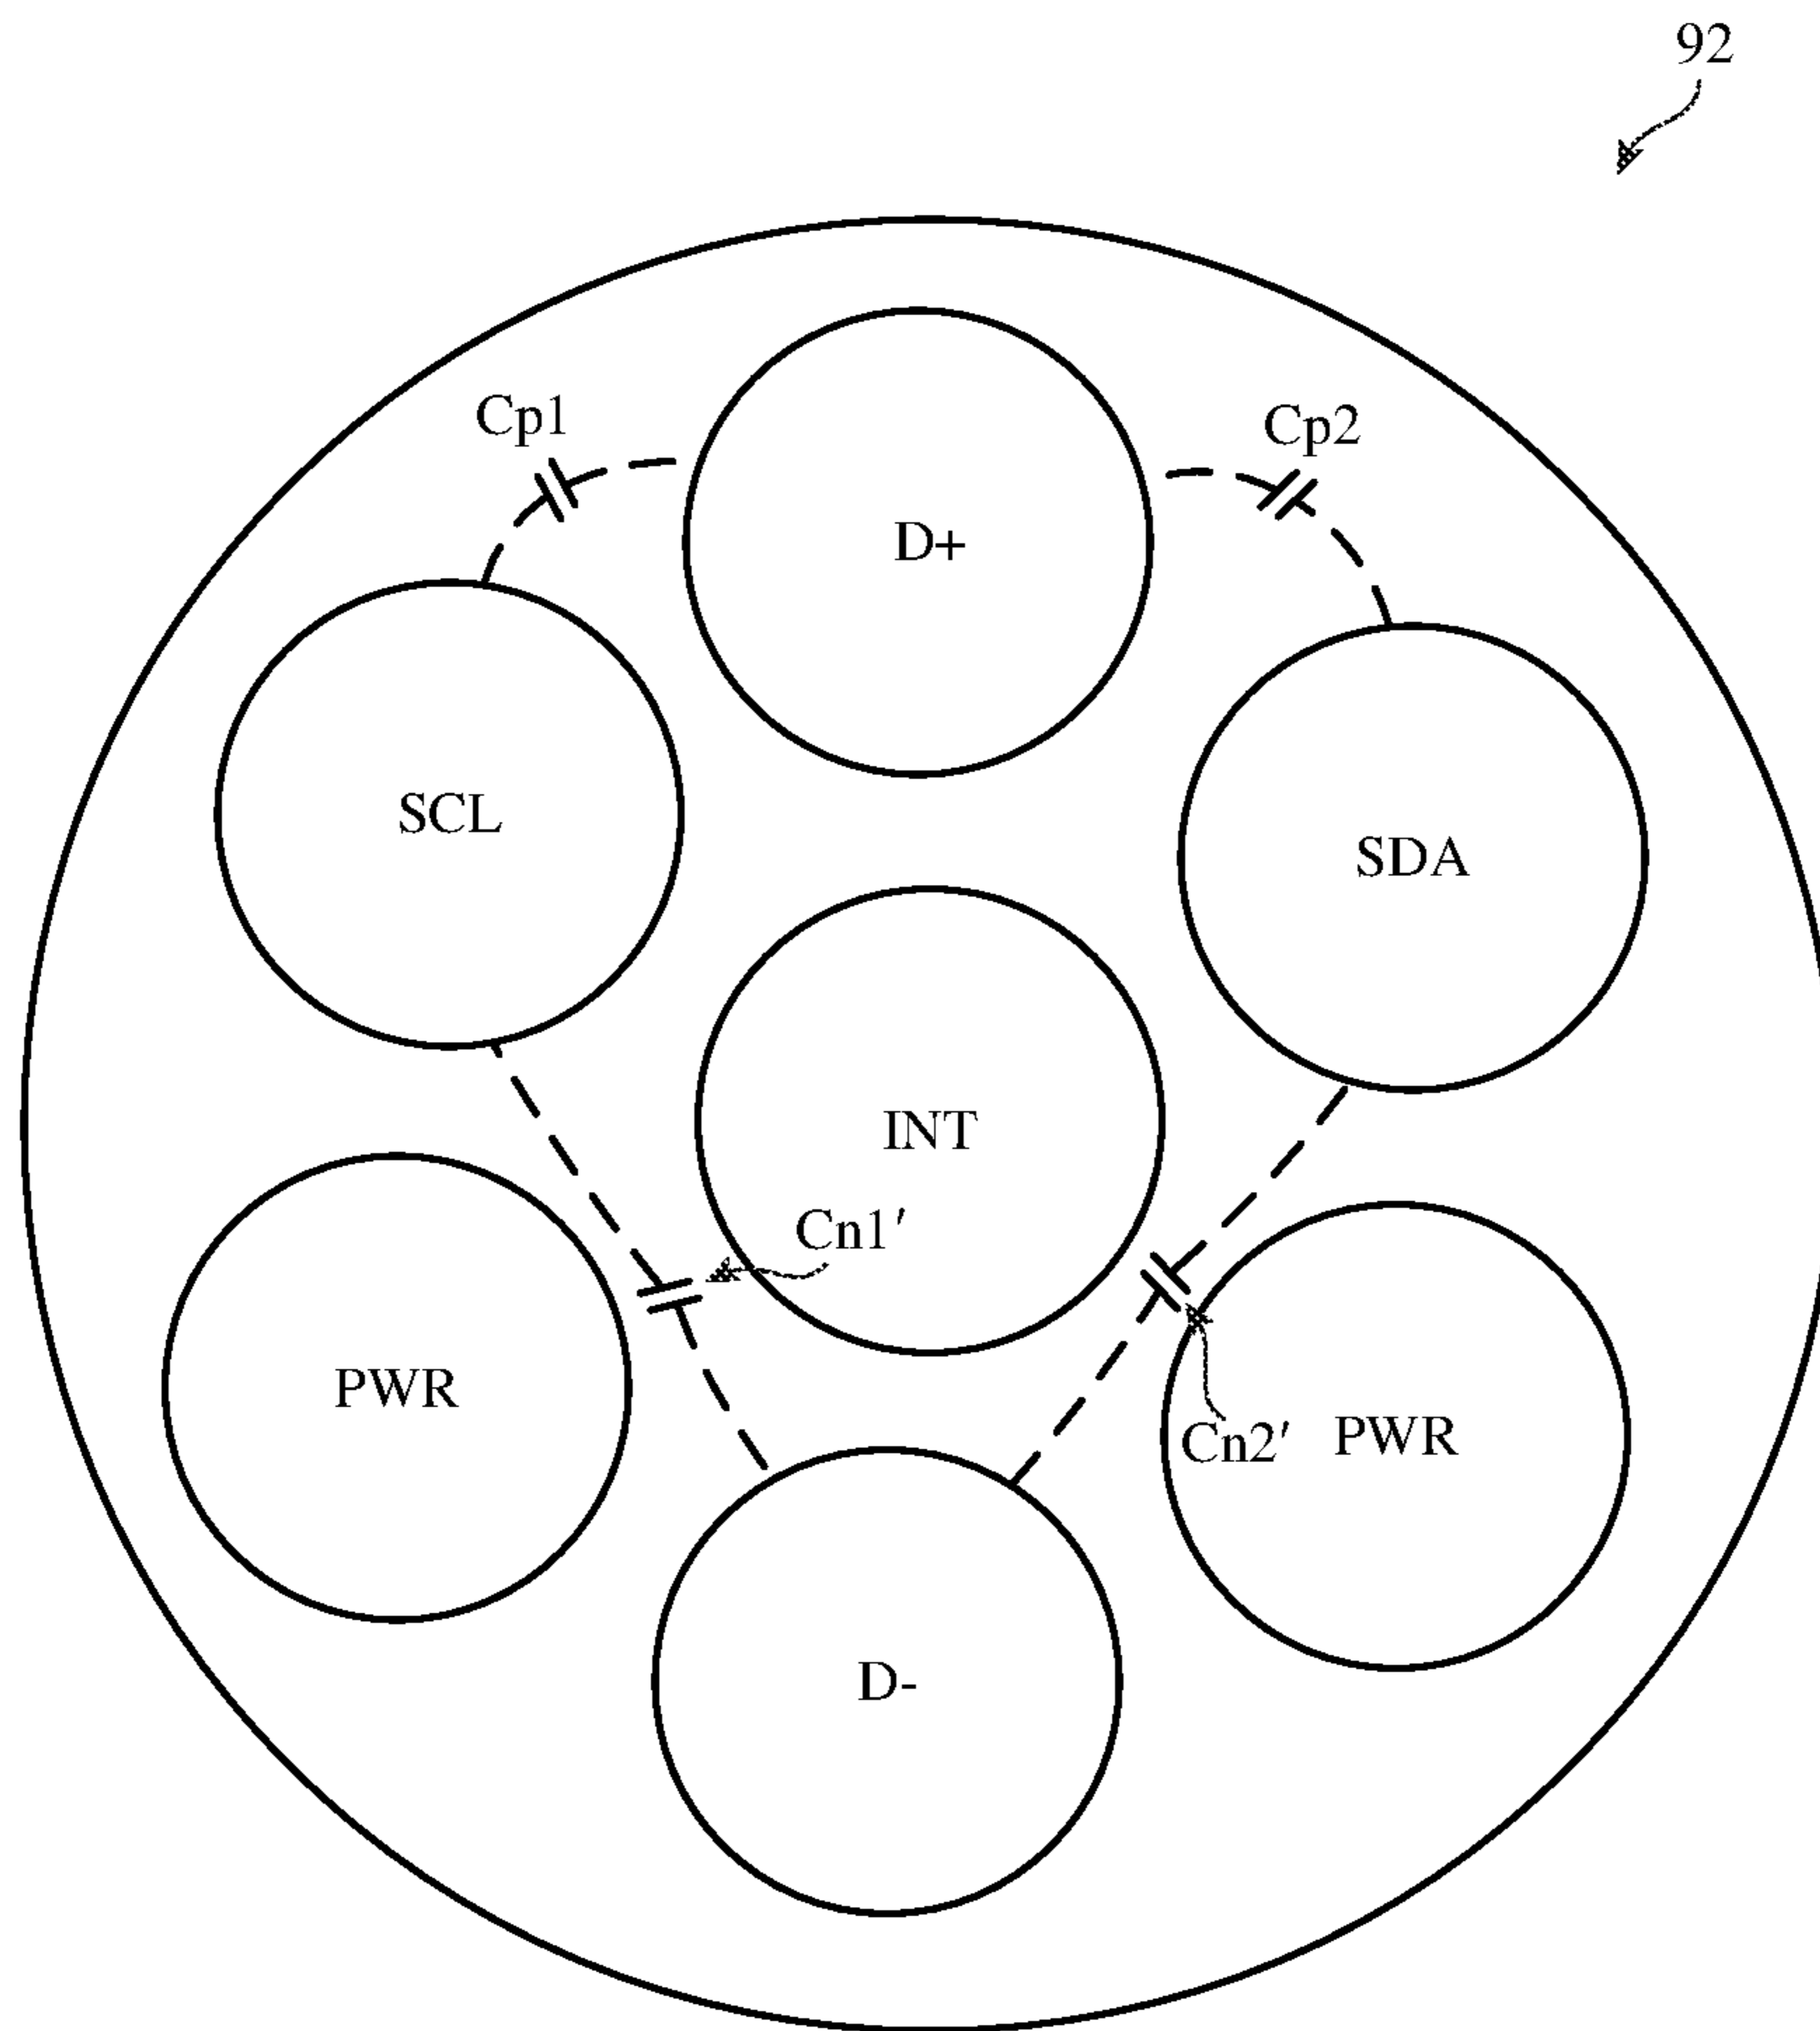 92
Cp1
Cp2
D+
SCL
SDA
INT
Cn1′
PWR
Cn2′ PWR
D-